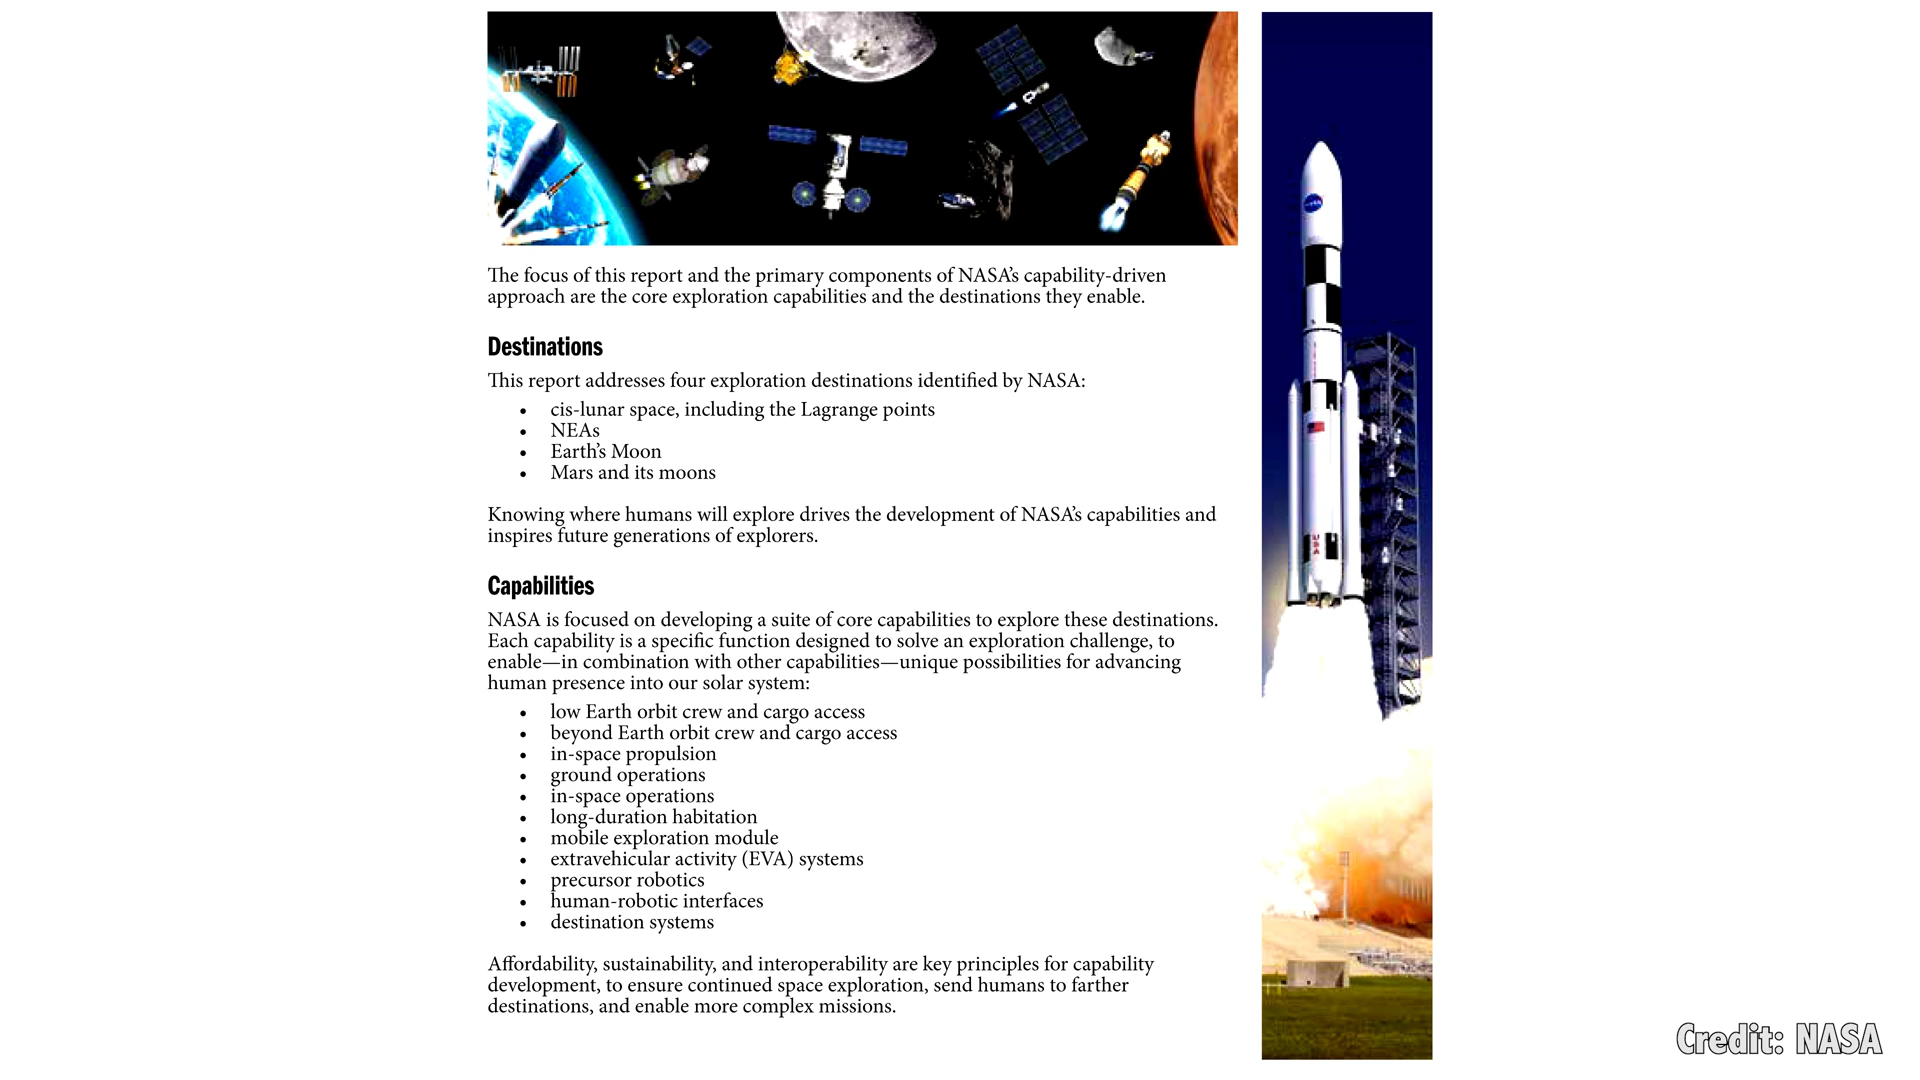 The focus of this report and the primary components of NASA's capability-driven
approach are the core exploration capabilities and the destinations they enable.
Destinations
This report addresses four exploration destinations identified by NASA:
• cis-lunar space, including the Lagrange points
• NEAs
• Earth's Moon
• Mars and its moons
Knowing where humans will explore drives the development of NASA's capabilities and
inspires future generations of explorers.
Capabilities
NASA is focused on developing a suite of core capabilities to explore these destinations.
Each capability is a specific function designed to solve an exploration challenge, to
enable—in combination with other capabilities—unique possibilities for advancing
human presence into our solar system:
• low Earth orbit crew and cargo access
• beyond Earth orbit crew and cargo access
• in-space propulsion
• ground operations
• in-space operations
• long-duration habitation
• mobile exploration module
• extravehicular activity (EVA) systems
• precursor robotics
• human-robotic interfaces
• destination systems
Affordability, sustainability, and interoperability are key principles for capability
development, to ensure continued space exploration, send humans to farther
destinations, and enable more complex missions.
NASA
USA
Credit: NASA